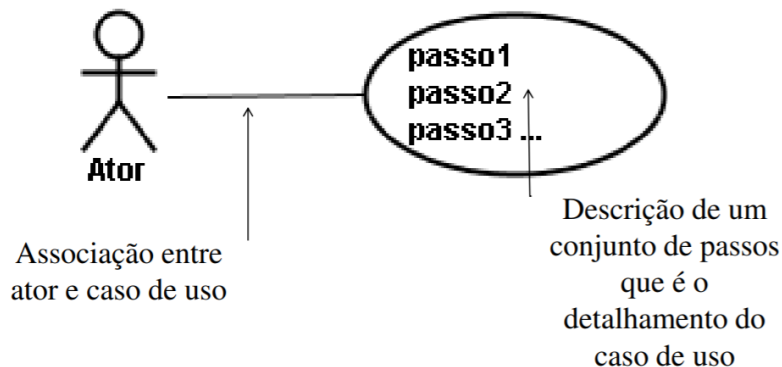 passo1
passo2
passo3 ...
Ator
Associação entre
ator e caso de uso
Descrição de um
conjunto de passos
que é o
detalhamento do
caso de uso